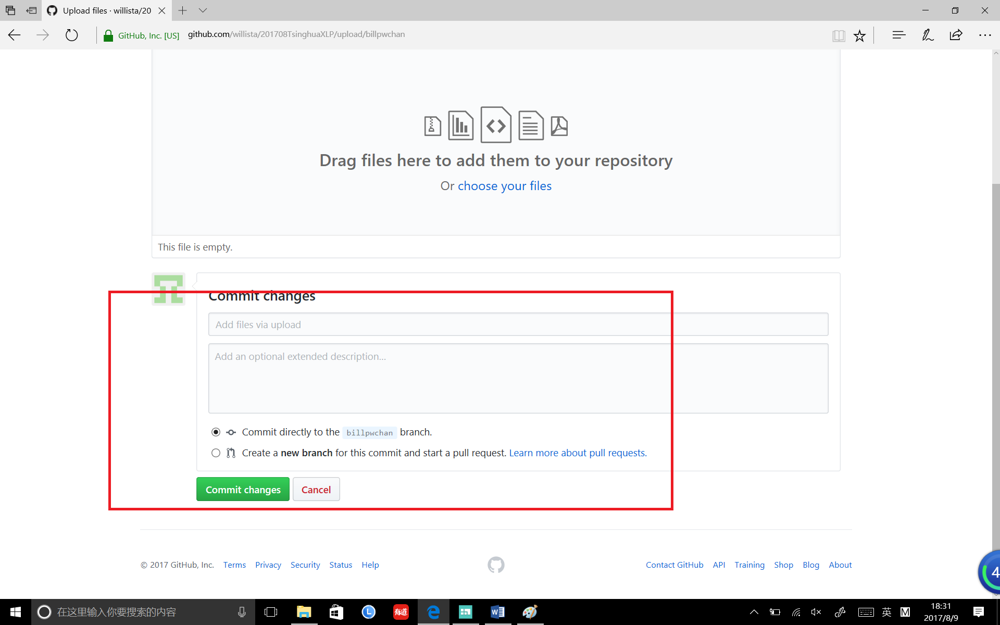 Upload files · willista/20
GitHub, Inc. [US] github.com/willista/201708TsinghuaXLP/upload/billpwchan
Drag files here to add them to your repository
Or choose your files
This file is empty.
Commit changes
Add files via upload
Add an optional extended description...
Commit directly to the billpwchan branch.
Create a new branch for this commit and start a pull request. Learn more about pull requests.
Commit changes Cancel
© 2017 GitHub, Inc. Terms Privacy Security Status Help Contact GitHub API Training Shop Blog About
4
在这里输入你要搜索的内容 有道 英 M 18:31
2017/8/9